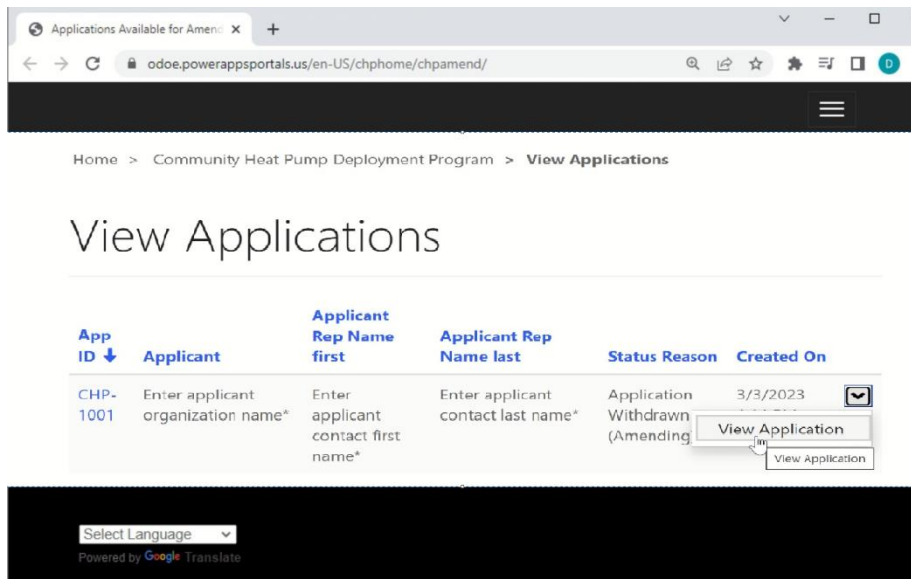 Applications Available for Amend
odoe.powerappsportals.us/en-US/chphome/chpamend/
D
Home > Community Heat Pump Deployment Program > View Applications
View Applications
App ID
Applicant
Applicant Rep Name first
Applicant Rep Name last
Status Reason
Created On
CHP-1001
Enter applicant organization name*
Enter applicant contact first name*
Enter applicant contact last name*
Application Withdrawn (Amending
3/3/2023
View Application
View Application
Select Language
Powered by Google Translate